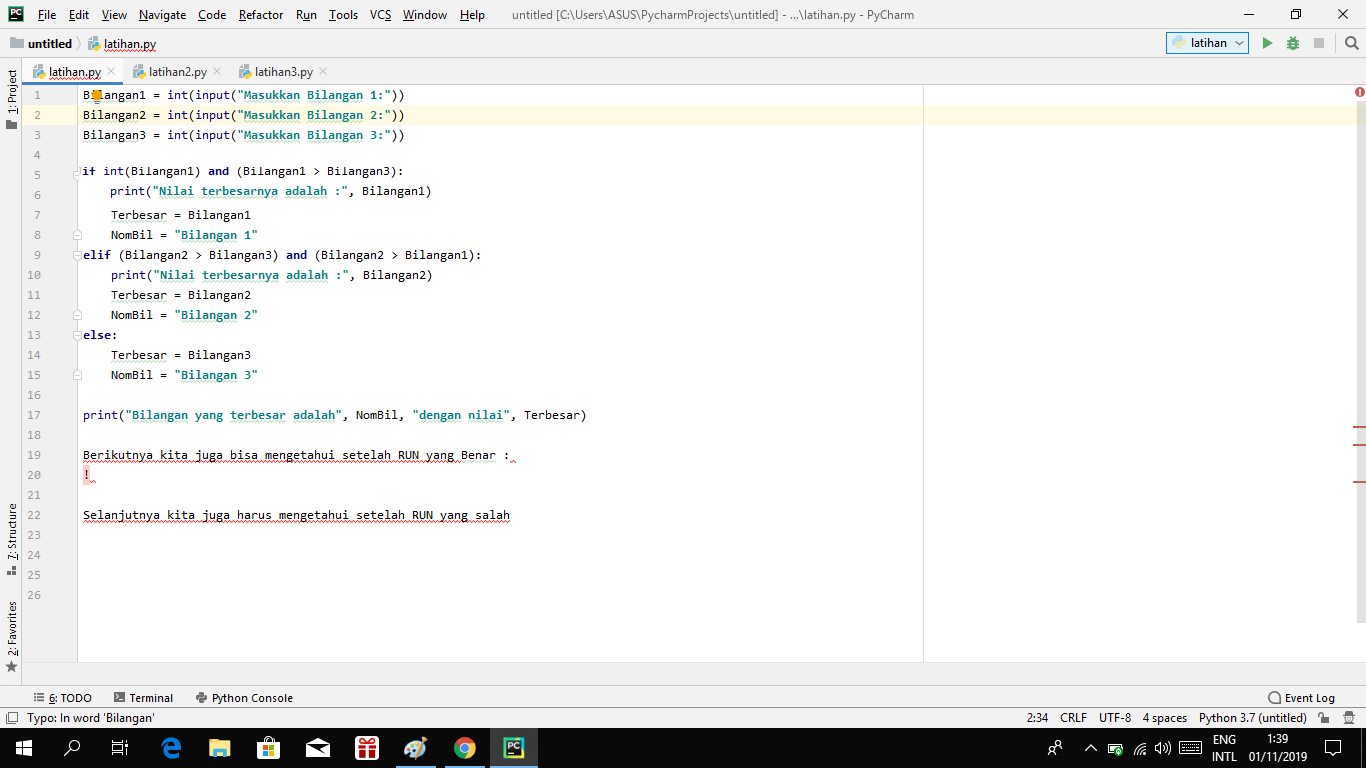 File Edit View Navigate Code Refactor Run Tools VCS Window Help untitled [C:\Users\ASUS\PycharmProjects\untitled] - ...\latihan.py - PyCharm
untitled latihan.py latihan
latihan.py latihan2.py latihan3.py
1: Project
1 Bilangan1 = int(input("Masukkan Bilangan 1:"))
2 Bilangan2 = int(input("Masukkan Bilangan 2:"))
3 Bilangan3 = int(input("Masukkan Bilangan 3:"))
4
5 if int(Bilangan1) and (Bilangan1 > Bilangan3):
6 print("Nilai terbesarnya adalah :", Bilangan1)
7 Terbesar = Bilangan1
8 NomBil = "Bilangan 1"
9 elif (Bilangan2 > Bilangan3) and (Bilangan2 > Bilangan1):
10 print("Nilai terbesarnya adalah :", Bilangan2)
11 Terbesar = Bilangan2
12 NomBil = "Bilangan 2"
13 else:
14 Terbesar = Bilangan3
15 NomBil = "Bilangan 3"
16
17 print("Bilangan yang terbesar adalah", NomBil, "dengan nilai", Terbesar)
18
19 Berikutnya kita juga bisa mengetahui setelah RUN yang Benar :
20 !
21
22 Selanjutnya kita juga harus mengetahui setelah RUN yang salah
23
24
25
26
7: Structure
2: Favorites
6: TODO Terminal Python Console Event Log
Typo: In word 'Bilangan' 2:34 CRLF UTF-8 4 spaces Python 3.7 (untitled)
ENG 1:39
INTL 01/11/2019